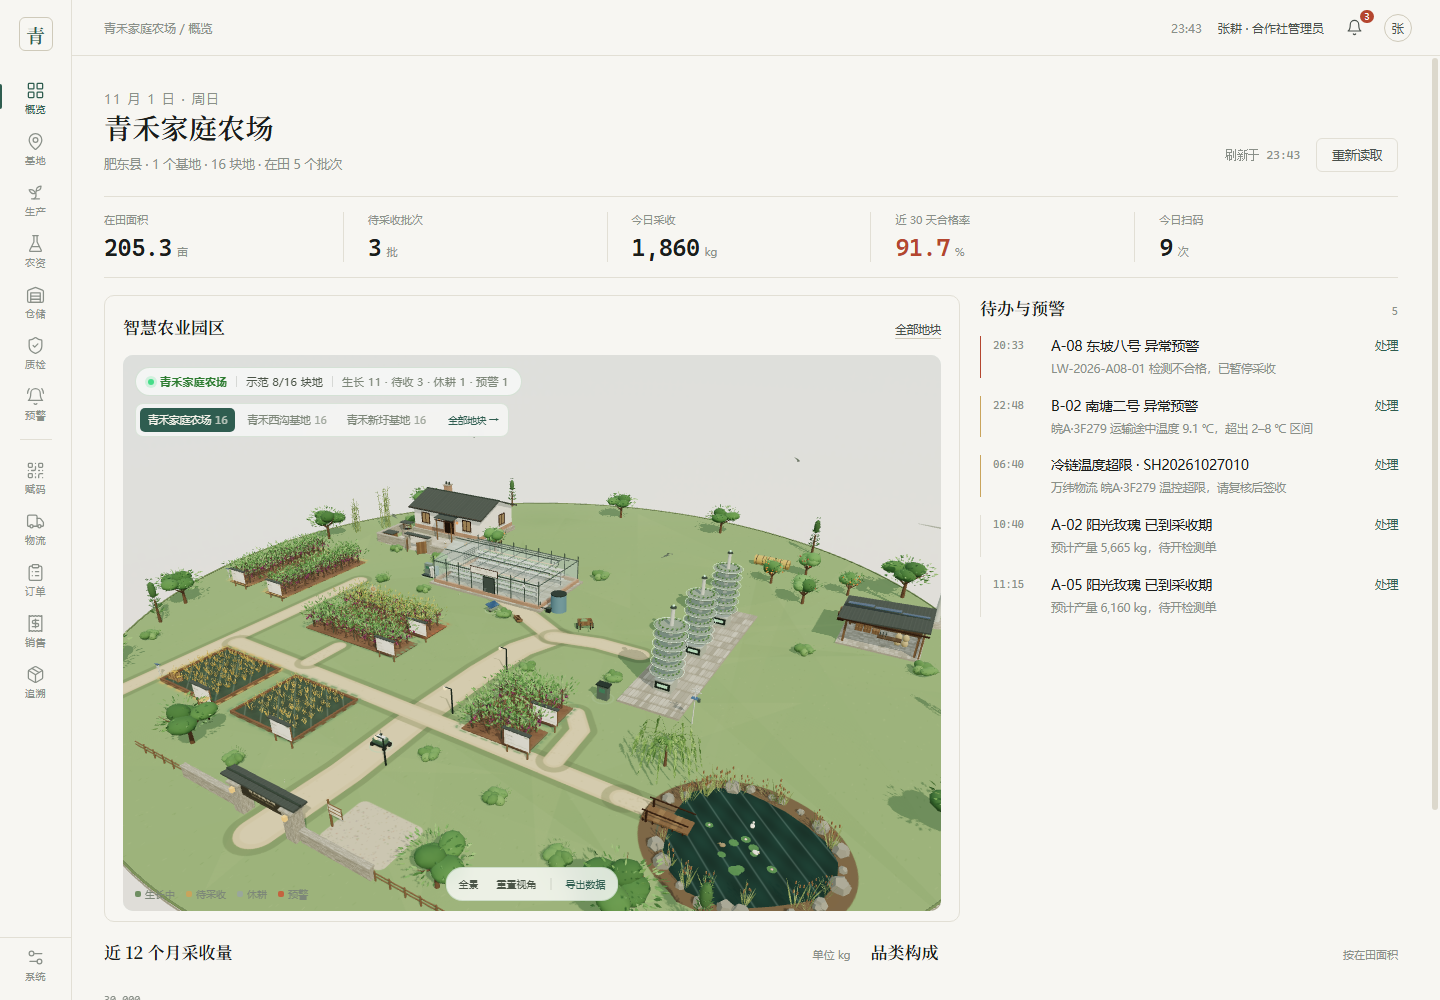 青
青禾家庭农场 / 概览
23:43 张耕 · 合作社管理员 3 张
概览
基地
生产
农资
仓储
质检
预警
赋码
物流
订单
销售
追溯
系统
11 月 1 日 · 周日
青禾家庭农场
肥东县 · 1 个基地 · 16 块地 · 在田 5 个批次
刷新于 23:43 重新读取
在田面积
205.3 亩
待采收批次
3 批
今日采收
1,860 kg
近 30 天合格率
91.7 %
今日扫码
9 次
智慧农业园区 全部地块
青禾家庭农场 示范 8/16 块地 生长 11 · 待收 3 · 休耕 1 · 预警 1
青禾家庭农场 16 青禾西沟基地 16 青禾新圩基地 16 全部地块 →
生长中 待采收 休耕 预警
全景 重置视角 导出数据
待办与预警 5
20:33 A-08 东坡八号 异常预警 处理
LW-2026-A08-01 检测不合格，已暂停采收
22:48 B-02 南塘二号 异常预警 处理
皖A·3F279 运输途中温度 9.1 ℃，超出 2–8 ℃ 区间
06:40 冷链温度超限 · SH20261027010 处理
万纬物流 皖A·3F279 温控超限，请复核后签收
10:40 A-02 阳光玫瑰 已到采收期 处理
预计产量 5,665 kg，待开检测单
11:15 A-05 阳光玫瑰 已到采收期 处理
预计产量 6,160 kg，待开检测单
近 12 个月采收量 单位 kg
品类构成 按在田面积
30,000